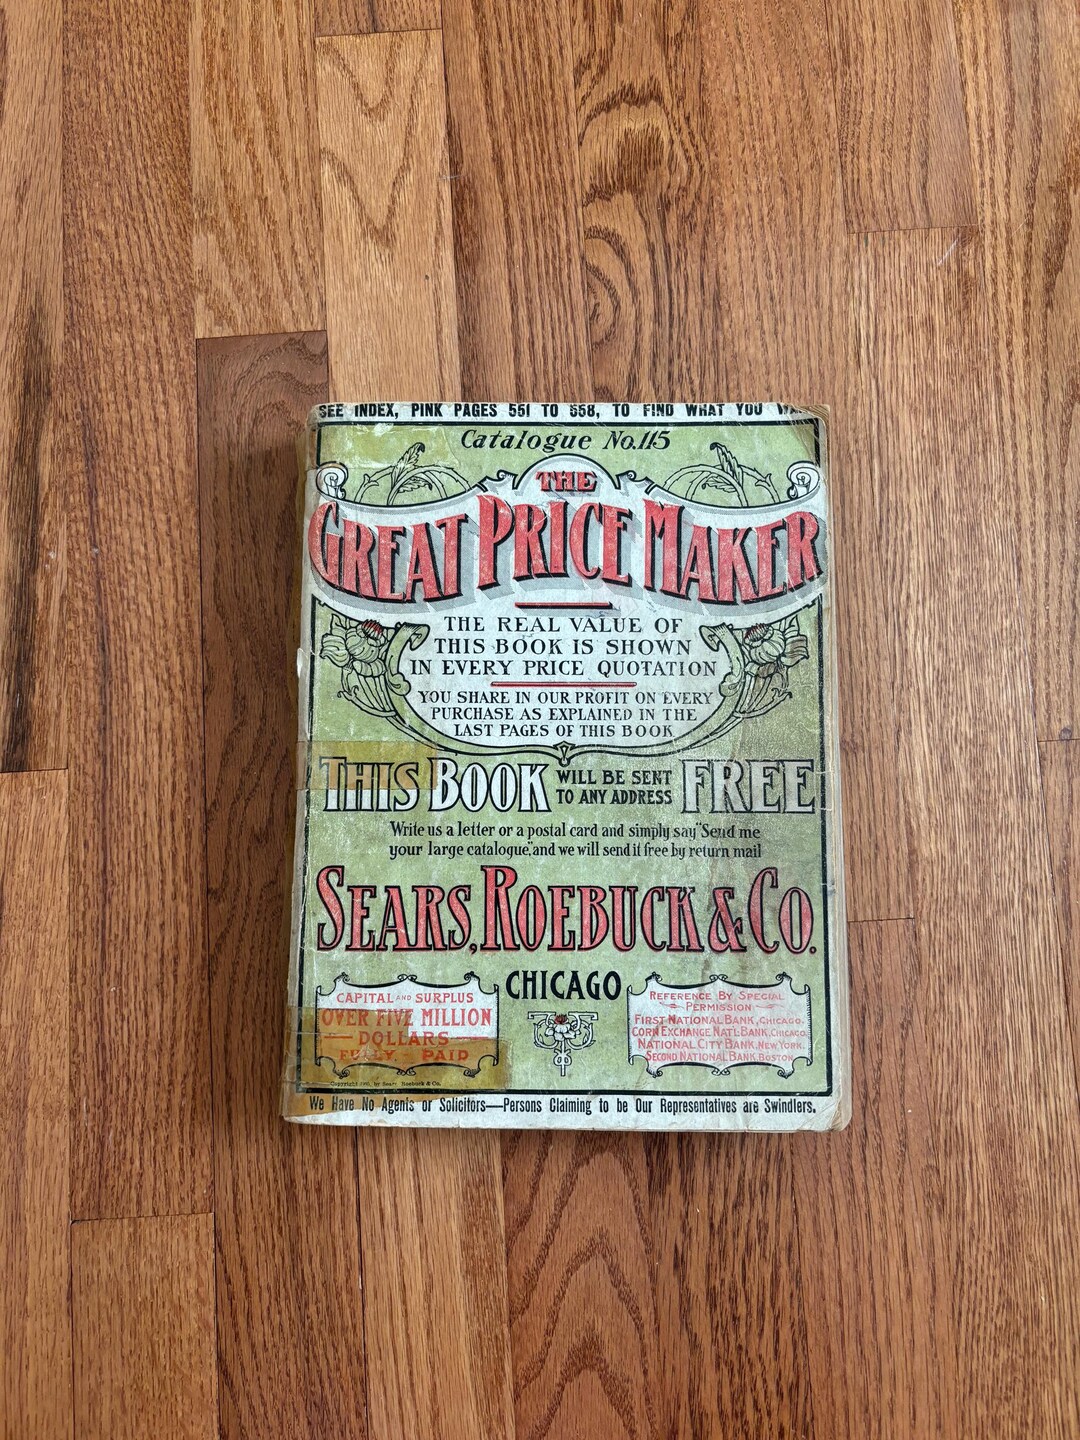 SEE INDEX, PINK PAGES 551 TO 558, TO FIND WHAT YOU
Catalogue No. 115
THE
GREAT PRICE MAKER
THE REAL VALUE OF
THIS BOOK IS SHOWN
IN EVERY PRICE QUOTATION
YOU SHARE IN OUR PROFIT ON EVERY
PURCHASE AS EXPLAINED IN THE
LAST PAGES OF THIS BOOK
THIS BOOK WILL BE SENT TO ANY ADDRESS FREE
Write us a letter or a postal card and simply say "Send me
your large catalogue," and we will send it free by return mail
SEARS, ROEBUCK & CO.
CHICAGO
CAPITAL AND SURPLUS
OVER FIVE MILLION
DOLLARS
FULLY PAID
REFERENCE BY SPECIAL
PERMISSION
FIRST NATIONAL BANK, CHICAGO.
CORN EXCHANGE NAT'L BANK, CHICAGO.
NATIONAL CITY BANK, NEW YORK.
SECOND NATIONAL BANK, BOSTON.
Copyright by Sears Roebuck & Co.
We Have No Agents or Solicitors—Persons Claiming to be Our Representatives are Swindlers.